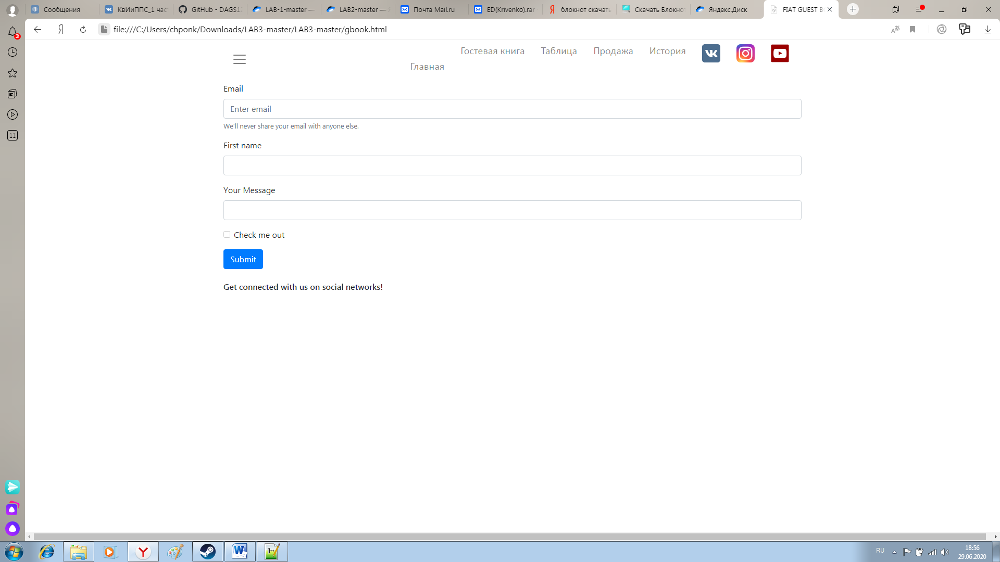 Сообщения
КвИиППС_1 час
GitHub - DAGS1
LAB-1-master —
LAB2-master —
Почта Mail.ru
ED(Krivenko).rar
блокнот скачать
Скачать Блокно
Яндекс.Диск
FIAT GUEST B
file:///C:/Users/chponk/Downloads/LAB3-master/LAB3-master/gbook.html
3
11
Гостевая книга
Таблица
Продажа
История
Главная
Email
Enter email
We'll never share your email with anyone else.
First name
Your Message
Check me out
Submit
Get connected with us on social networks!
RU
18:56
29.06.2020